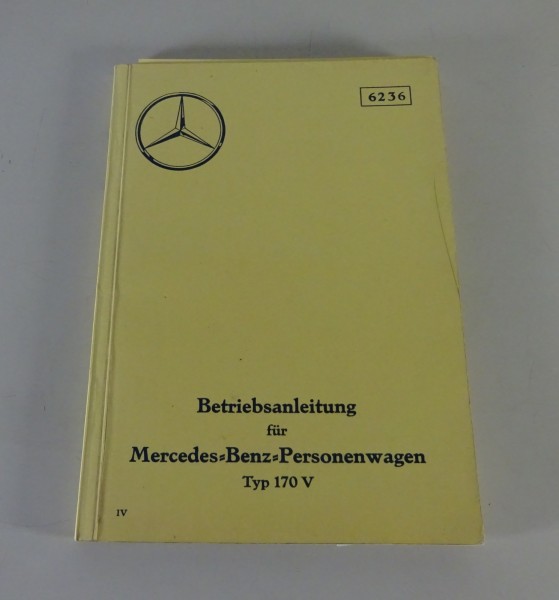 6236
Betriebsanleitung
für
Mercedes=Benz=Personenwagen
Typ 170 V
IV